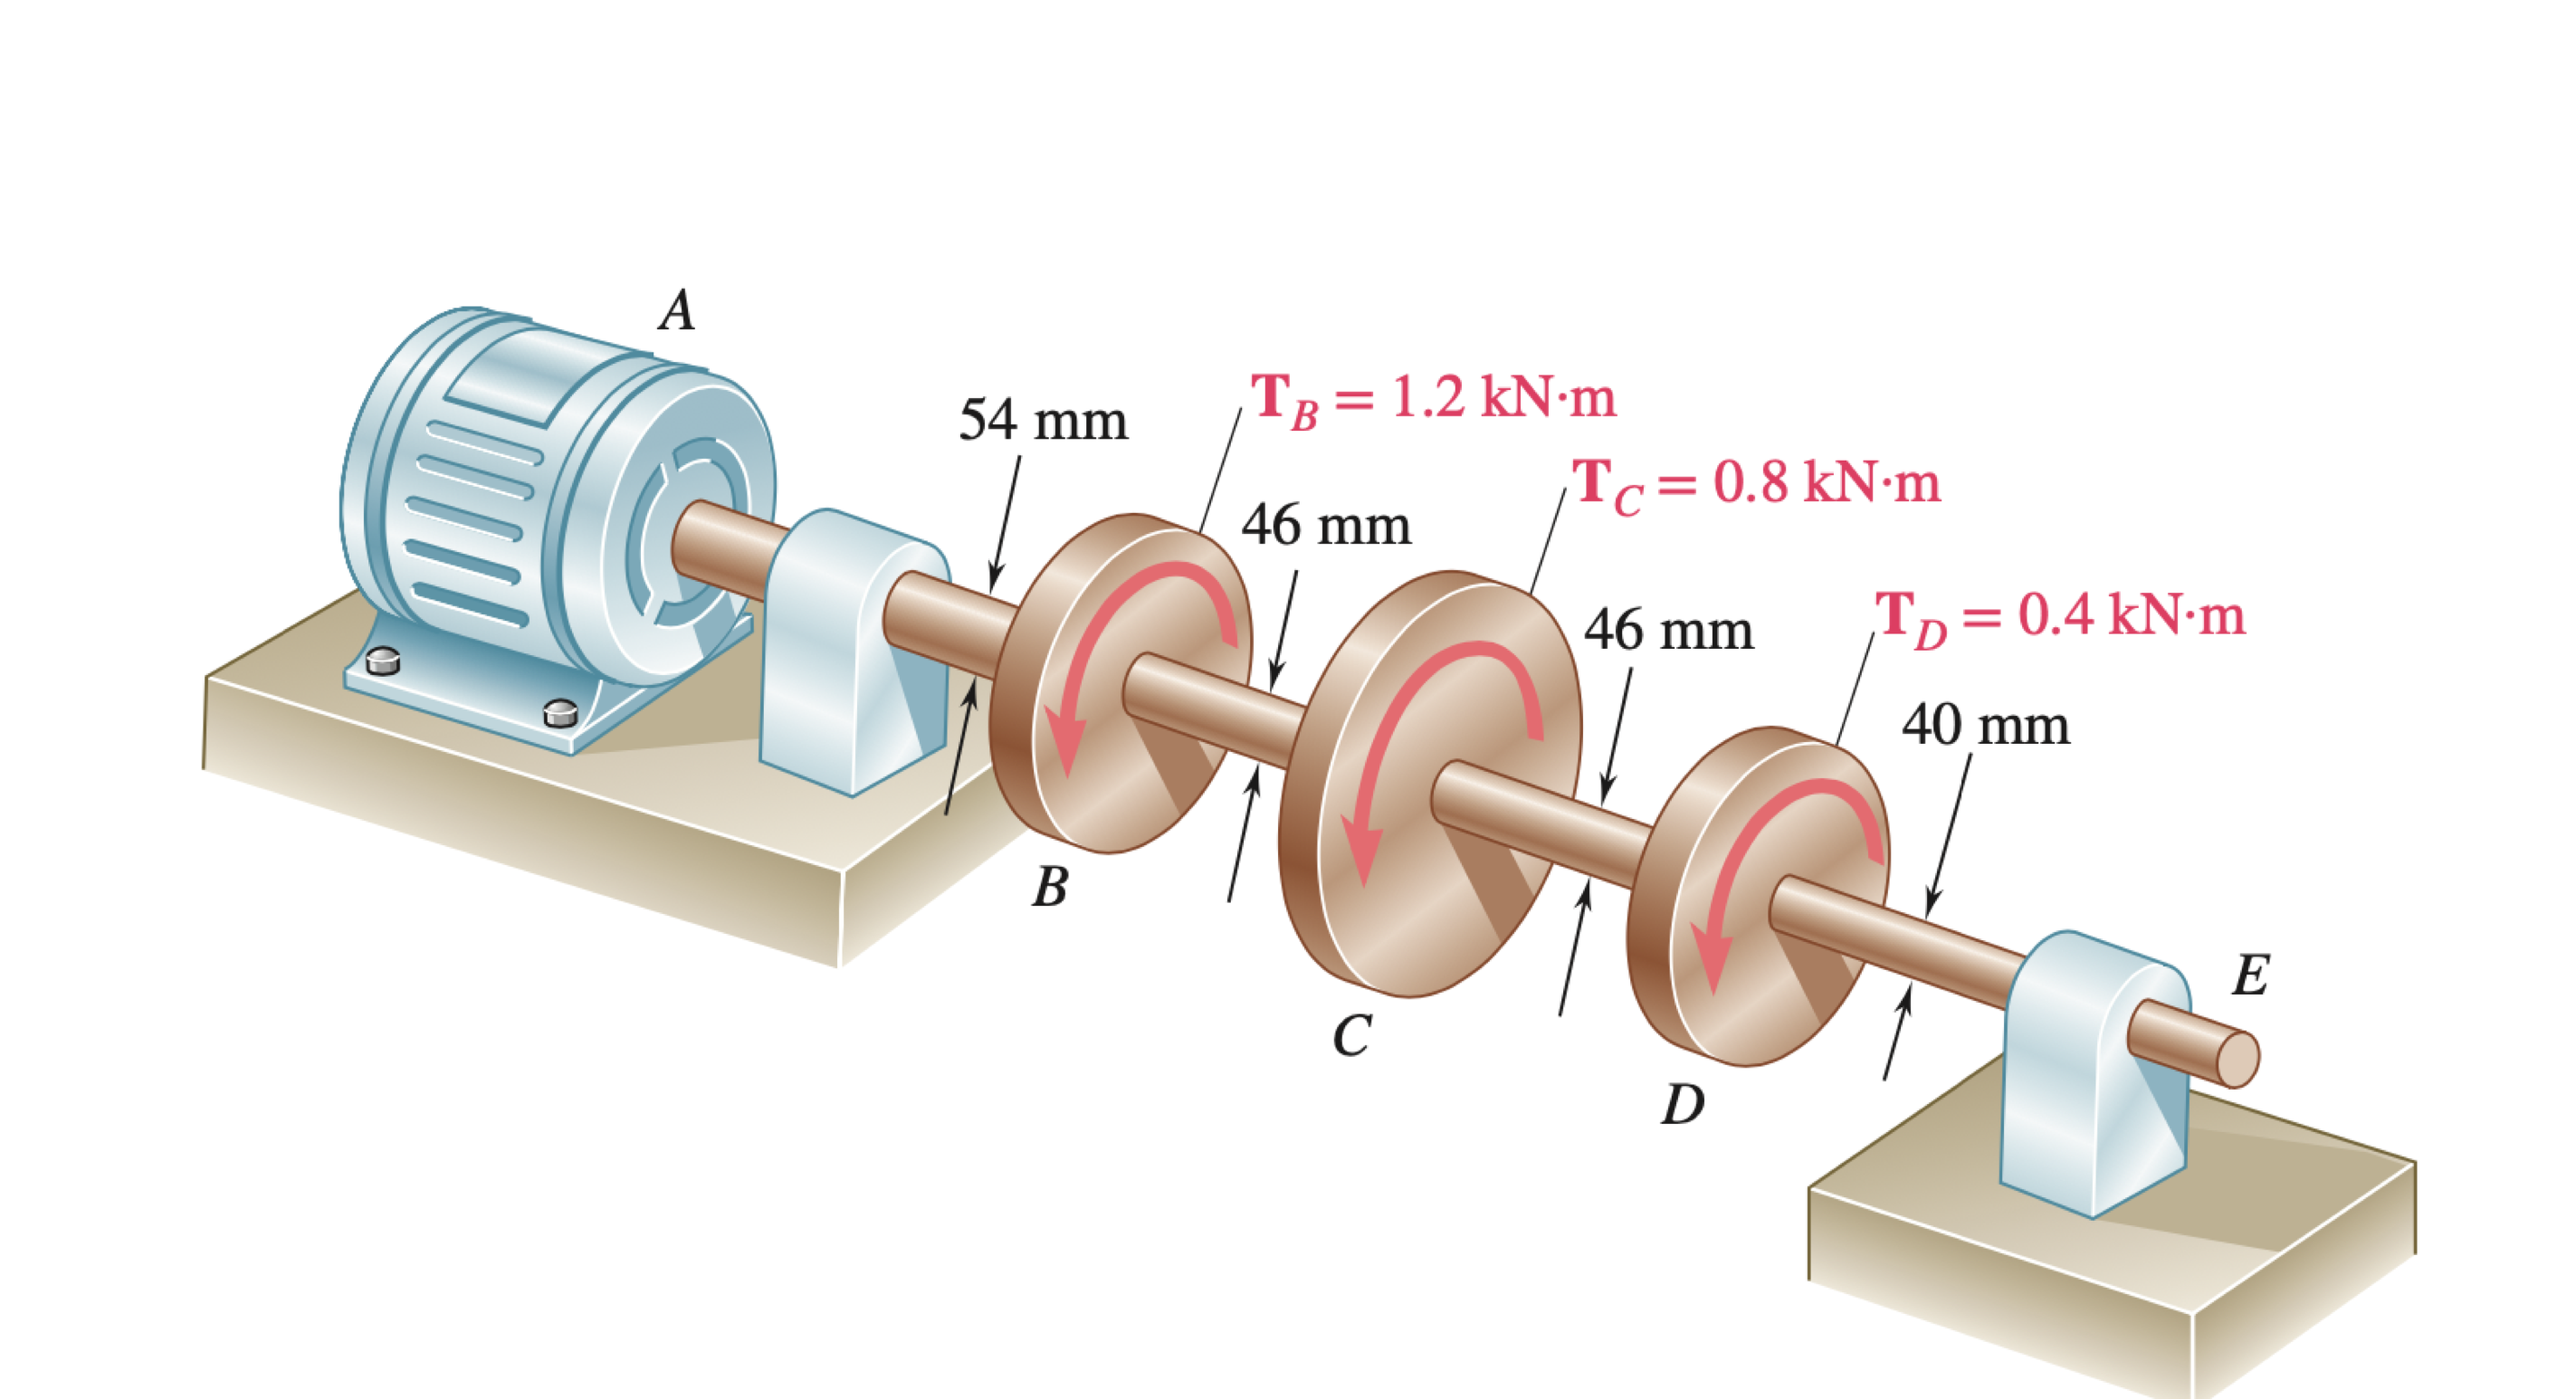 A
54 mm
T_B = 1.2 kN·m
46 mm
T_C = 0.8 kN·m
46 mm
T_D = 0.4 kN·m
40 mm
B
C
D
E